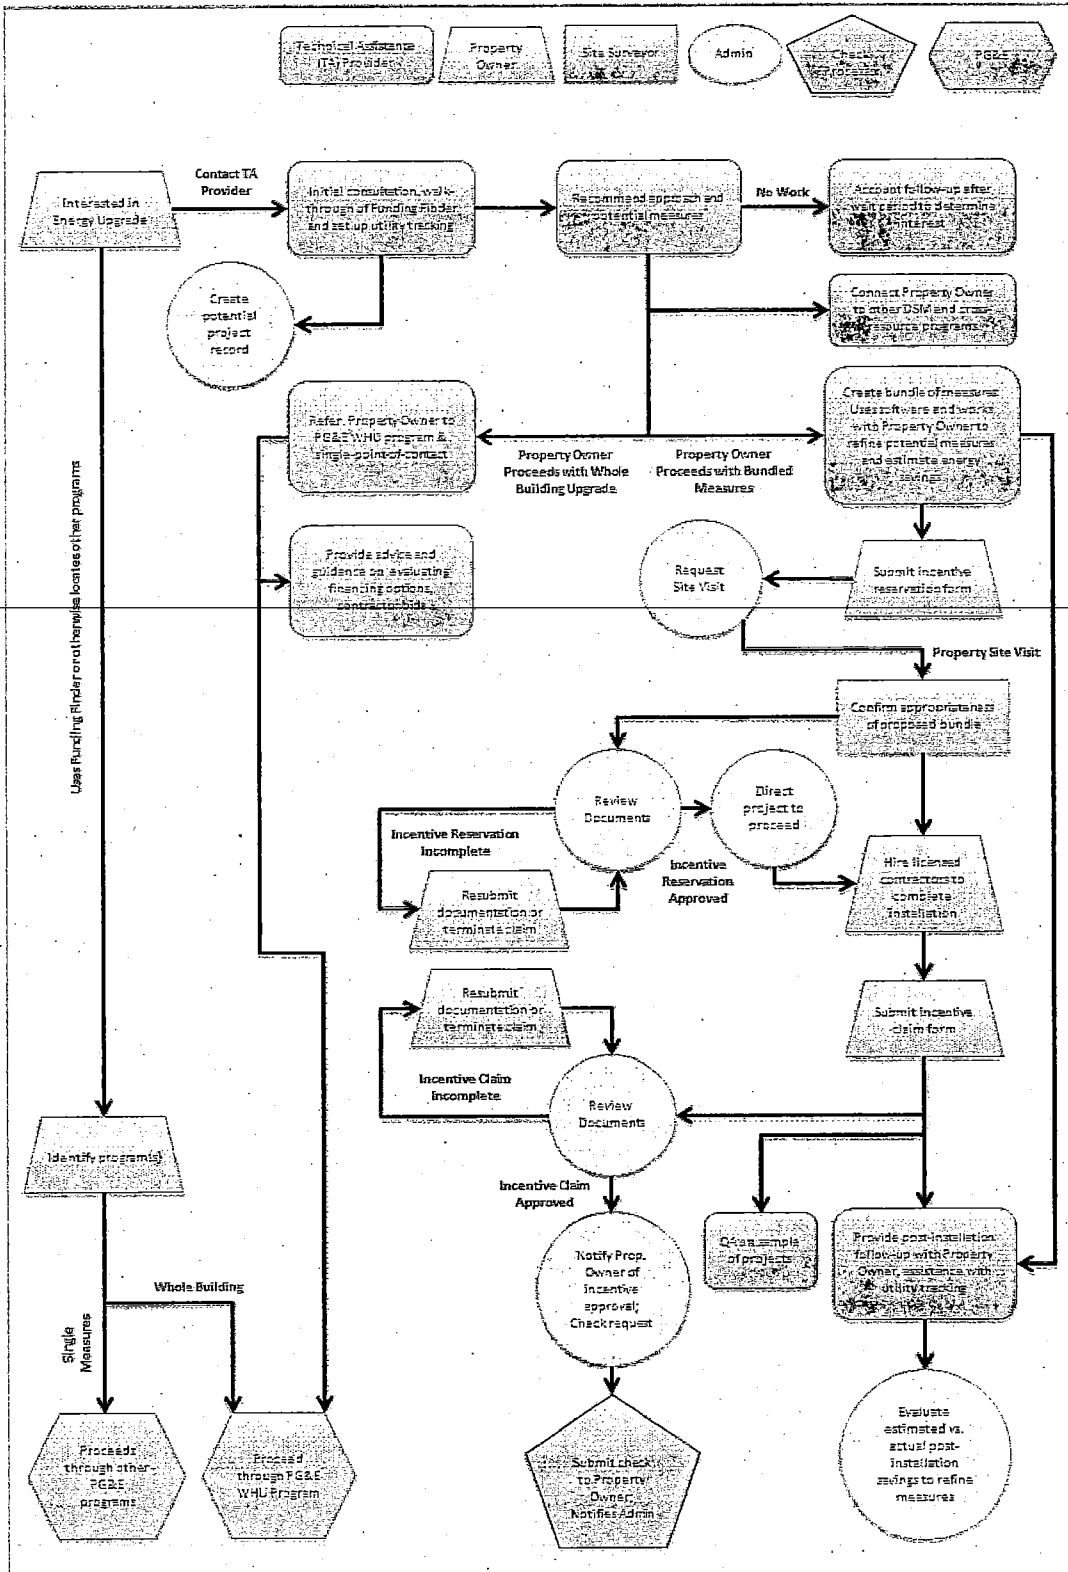 Technical Assistance
(TA) Provider
Property
Owner
Site Surveyor
Admin
Check
Processor
PG&E
Interested in
Energy Upgrade
Contact TA
Provider
Initial consultation, walk-
through of Funding Finder
and set up utility tracking
Recommend approach and
potential measures
No Work
Account follow-up after
wait period to determine
interest
Create
potential
project
record
Connect Property Owner
to other DSM and cross-
resource programs
Refer Property Owner to
PG&E WHU program &
single-point-of-contact
Property Owner
Proceeds with Whole
Building Upgrade
Property Owner
Proceeds with Bundled
Measures
Create bundle of measures
Uses software and works
with Property Owner to
refine potential measures
and estimate energy
savings
Provide advice and
guidance on evaluating
financing options,
contractor bids
Request
Site Visit
Submit incentive
reservation form
Property Site Visit
Uses Funding Finder or otherwise locates other programs
Confirm appropriateness
of proposed bundle
Review
Documents
Direct
project to
proceed
Incentive Reservation
Incomplete
Incentive
Reservation
Approved
Hire licensed
contractors to
complete
installation
Resubmit
documentation or
terminate claim
Resubmit
documentation or
terminate claim
Submit incentive
claim form
Incentive Claim
Incomplete
Review
Documents
Identify program(s)
Incentive Claim
Approved
QA a sample
of projects
Provide post-installation
follow-up with Property
Owner, assistance with
utility tracking
Notify Prop.
Owner of
incentive
approval;
Check request
Whole Building
Single
Measures
Proceeds
through other
PG&E
programs
Proceed
through PG&E
WHU Program
Submit check
to Property
Owner
Notifies Admin
Evaluate
estimated vs.
actual post-
installation
savings to refine
measures